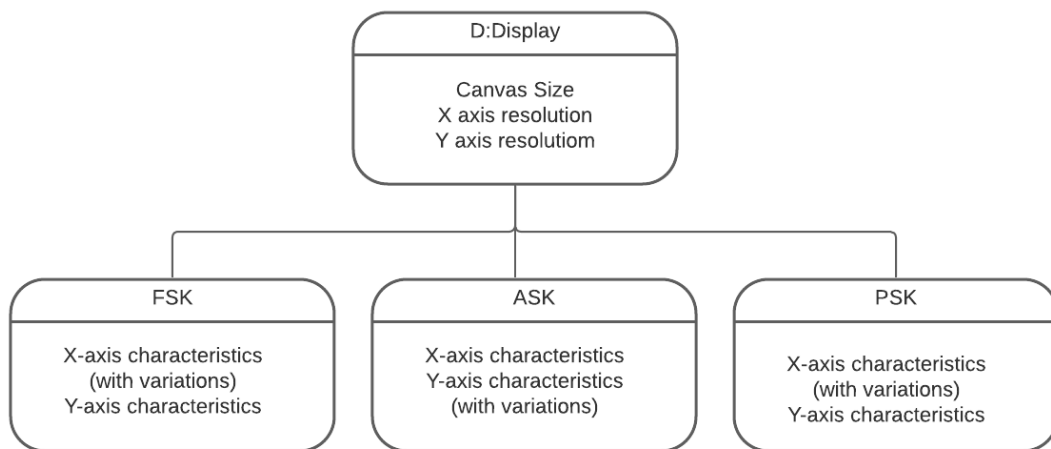 D:Display
Canvas Size
X axis resolution
Y axis resolutiom
FSK
X-axis characteristics
(with variations)
Y-axis characteristics
ASK
X-axis characteristics
Y-axis characteristics
(with variations)
PSK
X-axis characteristics
(with variations)
Y-axis characteristics